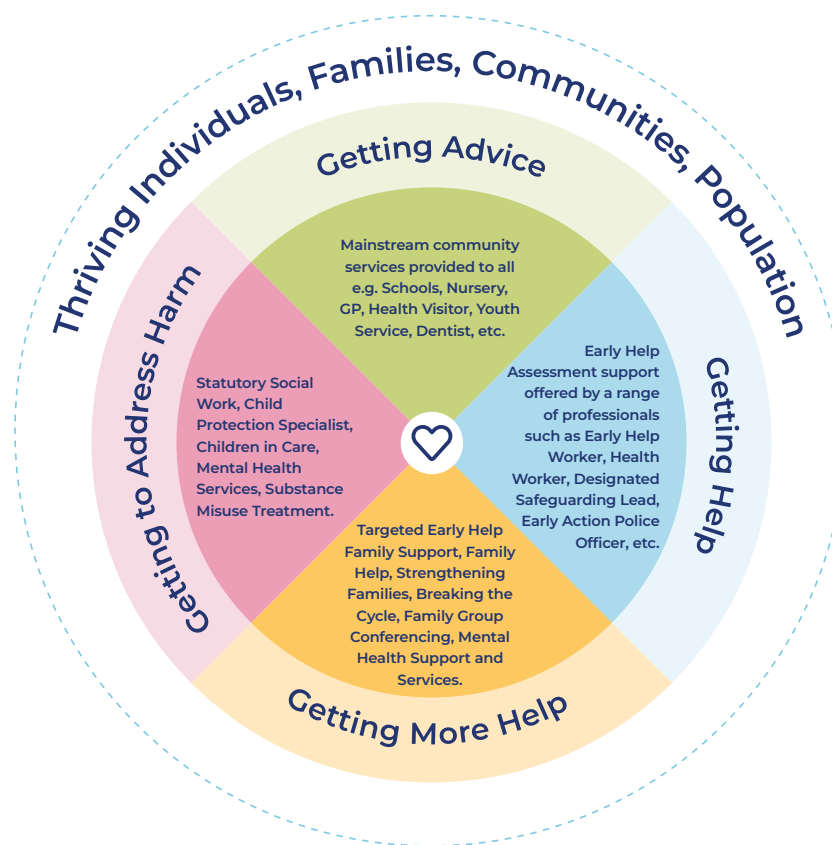 Thriving Individuals, Families, Communities, Population
Getting Advice
Mainstream community
services provided to all
e.g. Schools, Nursery,
GP, Health Visitor, Youth
Service, Dentist, etc.
Getting Help
Early Help
Assessment support
offered by a range
of professionals
such as Early Help
Worker, Health
Worker, Designated
Safeguarding Lead,
Early Action Police
Officer, etc.
Getting More Help
Targeted Early Help
Family Support, Family
Help, Strengthening
Families, Breaking the
Cycle, Family Group
Conferencing, Mental
Health Support and
Services.
Getting to Address Harm
Statutory Social
Work, Child
Protection Specialist,
Children in Care,
Mental Health
Services, Substance
Misuse Treatment.